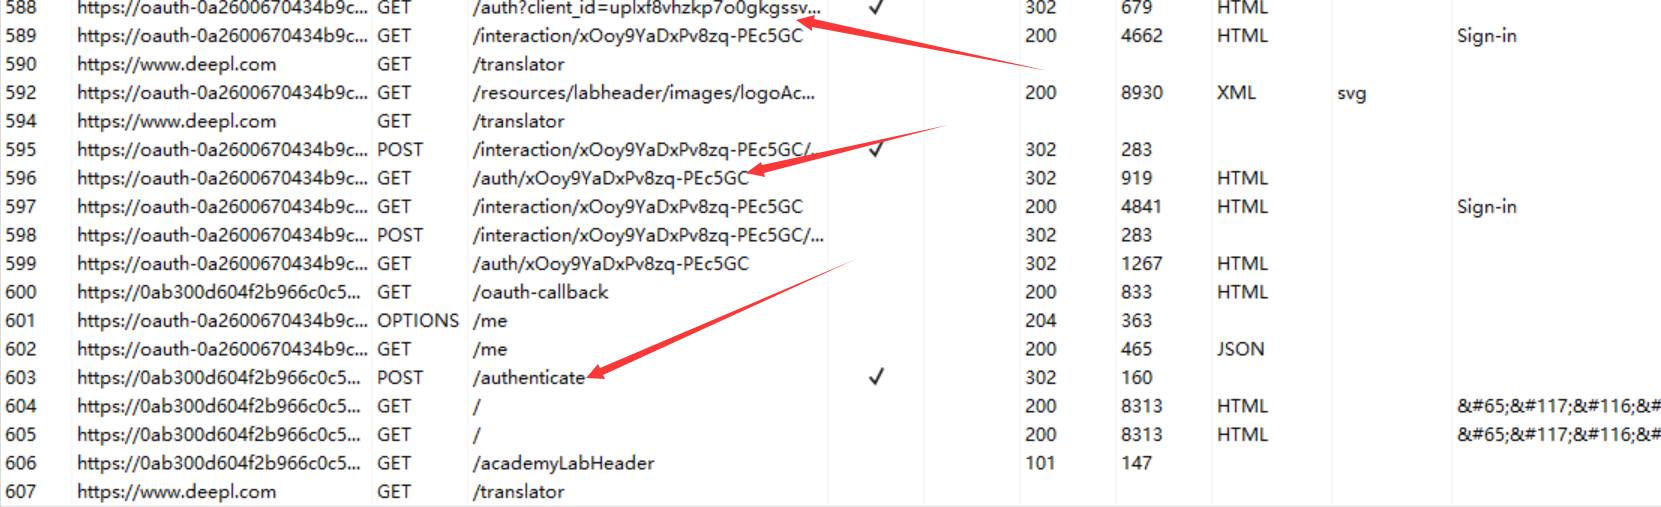 588 https://oauth-0a2600670434b9c... GET /auth?client_id=uplxf8vhzkp7o0gkgssv... ✓ 302 679 HTML
589 https://oauth-0a2600670434b9c... GET /interaction/xOoy9YaDxPv8zq-PEc5GC 200 4662 HTML Sign-in
590 https://www.deepl.com GET /translator
592 https://oauth-0a2600670434b9c... GET /resources/labheader/images/logoAc... 200 8930 XML svg
594 https://www.deepl.com GET /translator
595 https://oauth-0a2600670434b9c... POST /interaction/xOoy9YaDxPv8zq-PEc5GC/... ✓ 302 283
596 https://oauth-0a2600670434b9c... GET /auth/xOoy9YaDxPv8zq-PEc5GC 302 919 HTML
597 https://oauth-0a2600670434b9c... GET /interaction/xOoy9YaDxPv8zq-PEc5GC 200 4841 HTML Sign-in
598 https://oauth-0a2600670434b9c... POST /interaction/xOoy9YaDxPv8zq-PEc5GC/... 302 283
599 https://oauth-0a2600670434b9c... GET /auth/xOoy9YaDxPv8zq-PEc5GC 302 1267 HTML
600 https://0ab300d604f2b966c0c5... GET /oauth-callback 200 833 HTML
601 https://oauth-0a2600670434b9c... OPTIONS /me 204 363
602 https://oauth-0a2600670434b9c... GET /me 200 465 JSON
603 https://0ab300d604f2b966c0c5... POST /authenticate ✓ 302 160
604 https://0ab300d604f2b966c0c5... GET / 200 8313 HTML &#65;&#117;&#116;&#
605 https://0ab300d604f2b966c0c5... GET / 200 8313 HTML &#65;&#117;&#116;&#
606 https://0ab300d604f2b966c0c5... GET /academyLabHeader 101 147
607 https://www.deepl.com GET /translator